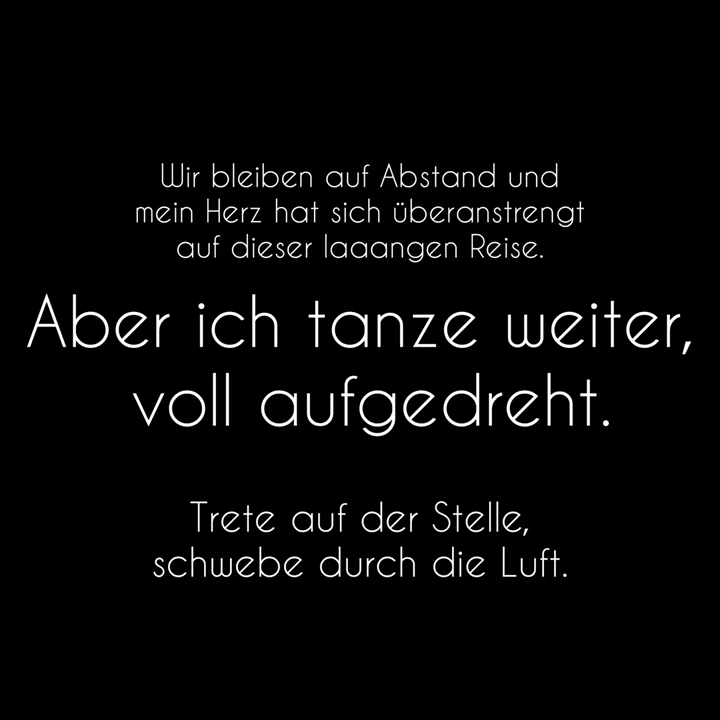 Wir bleiben auf Abstand und
mein Herz hat sich überanstrengt
auf dieser laaangen Reise.
Aber ich tanze weiter,
voll aufgedreht.
Trete auf der Stelle,
schwebe durch die Luft.